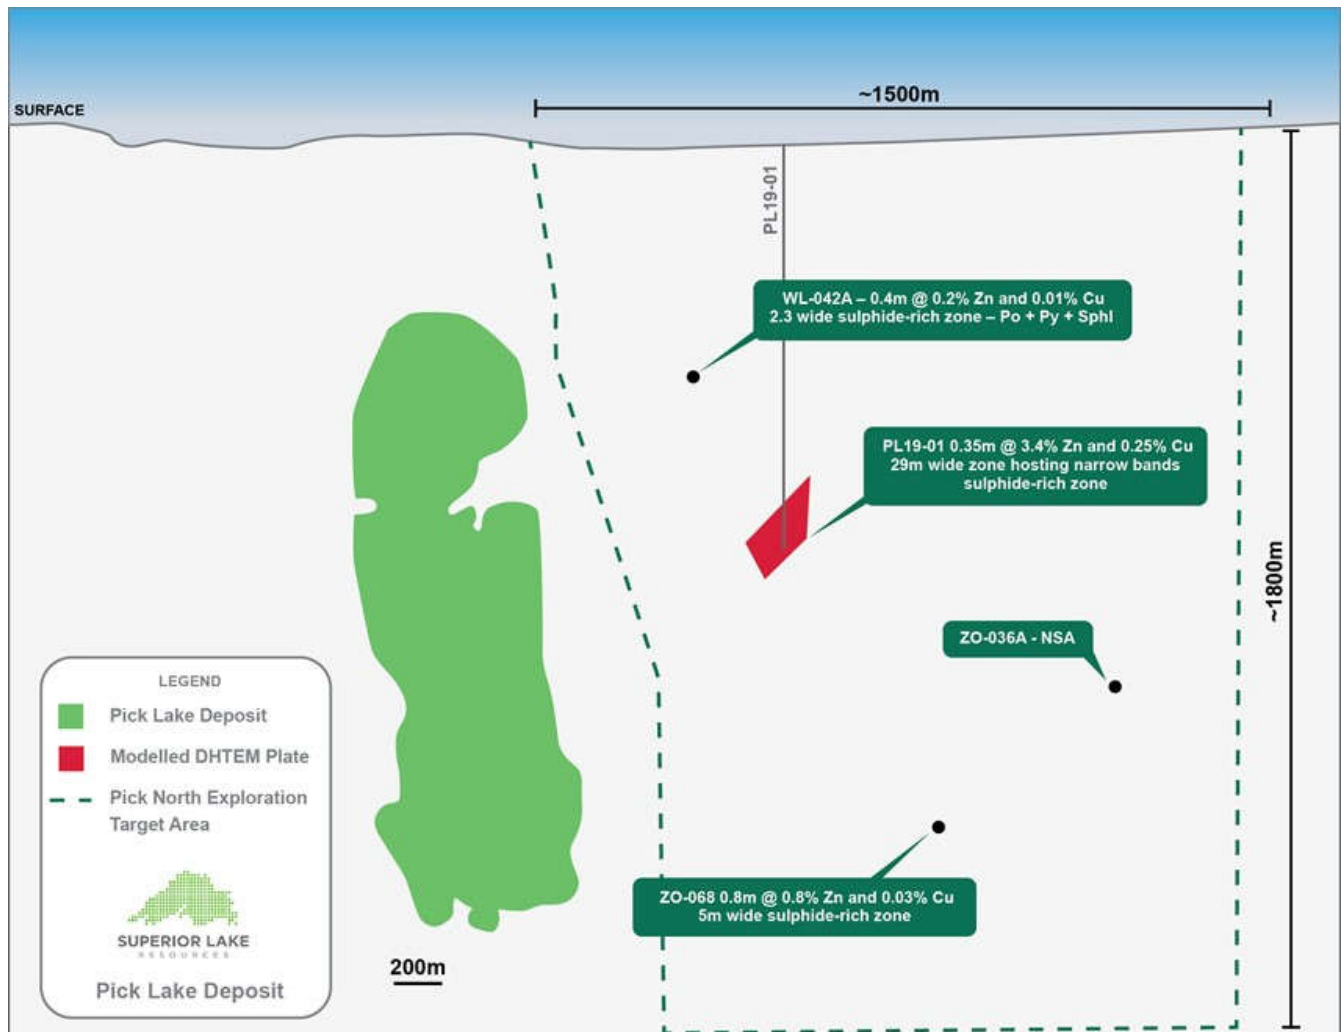 SURFACE
~1500m
PL19-01
WL-042A – 0.4m @ 0.2% Zn and 0.01% Cu
2.3 wide sulphide-rich zone – Po + Py + Sphl
PL19-01 0.35m @ 3.4% Zn and 0.25% Cu
29m wide zone hosting narrow bands
sulphide-rich zone
~1800m
ZO-036A - NSA
ZO-068 0.8m @ 0.8% Zn and 0.03% Cu
5m wide sulphide-rich zone
200m
LEGEND
Pick Lake Deposit
Modelled DHTEM Plate
Pick North Exploration
Target Area
SUPERIOR LAKE
RESOURCES
Pick Lake Deposit